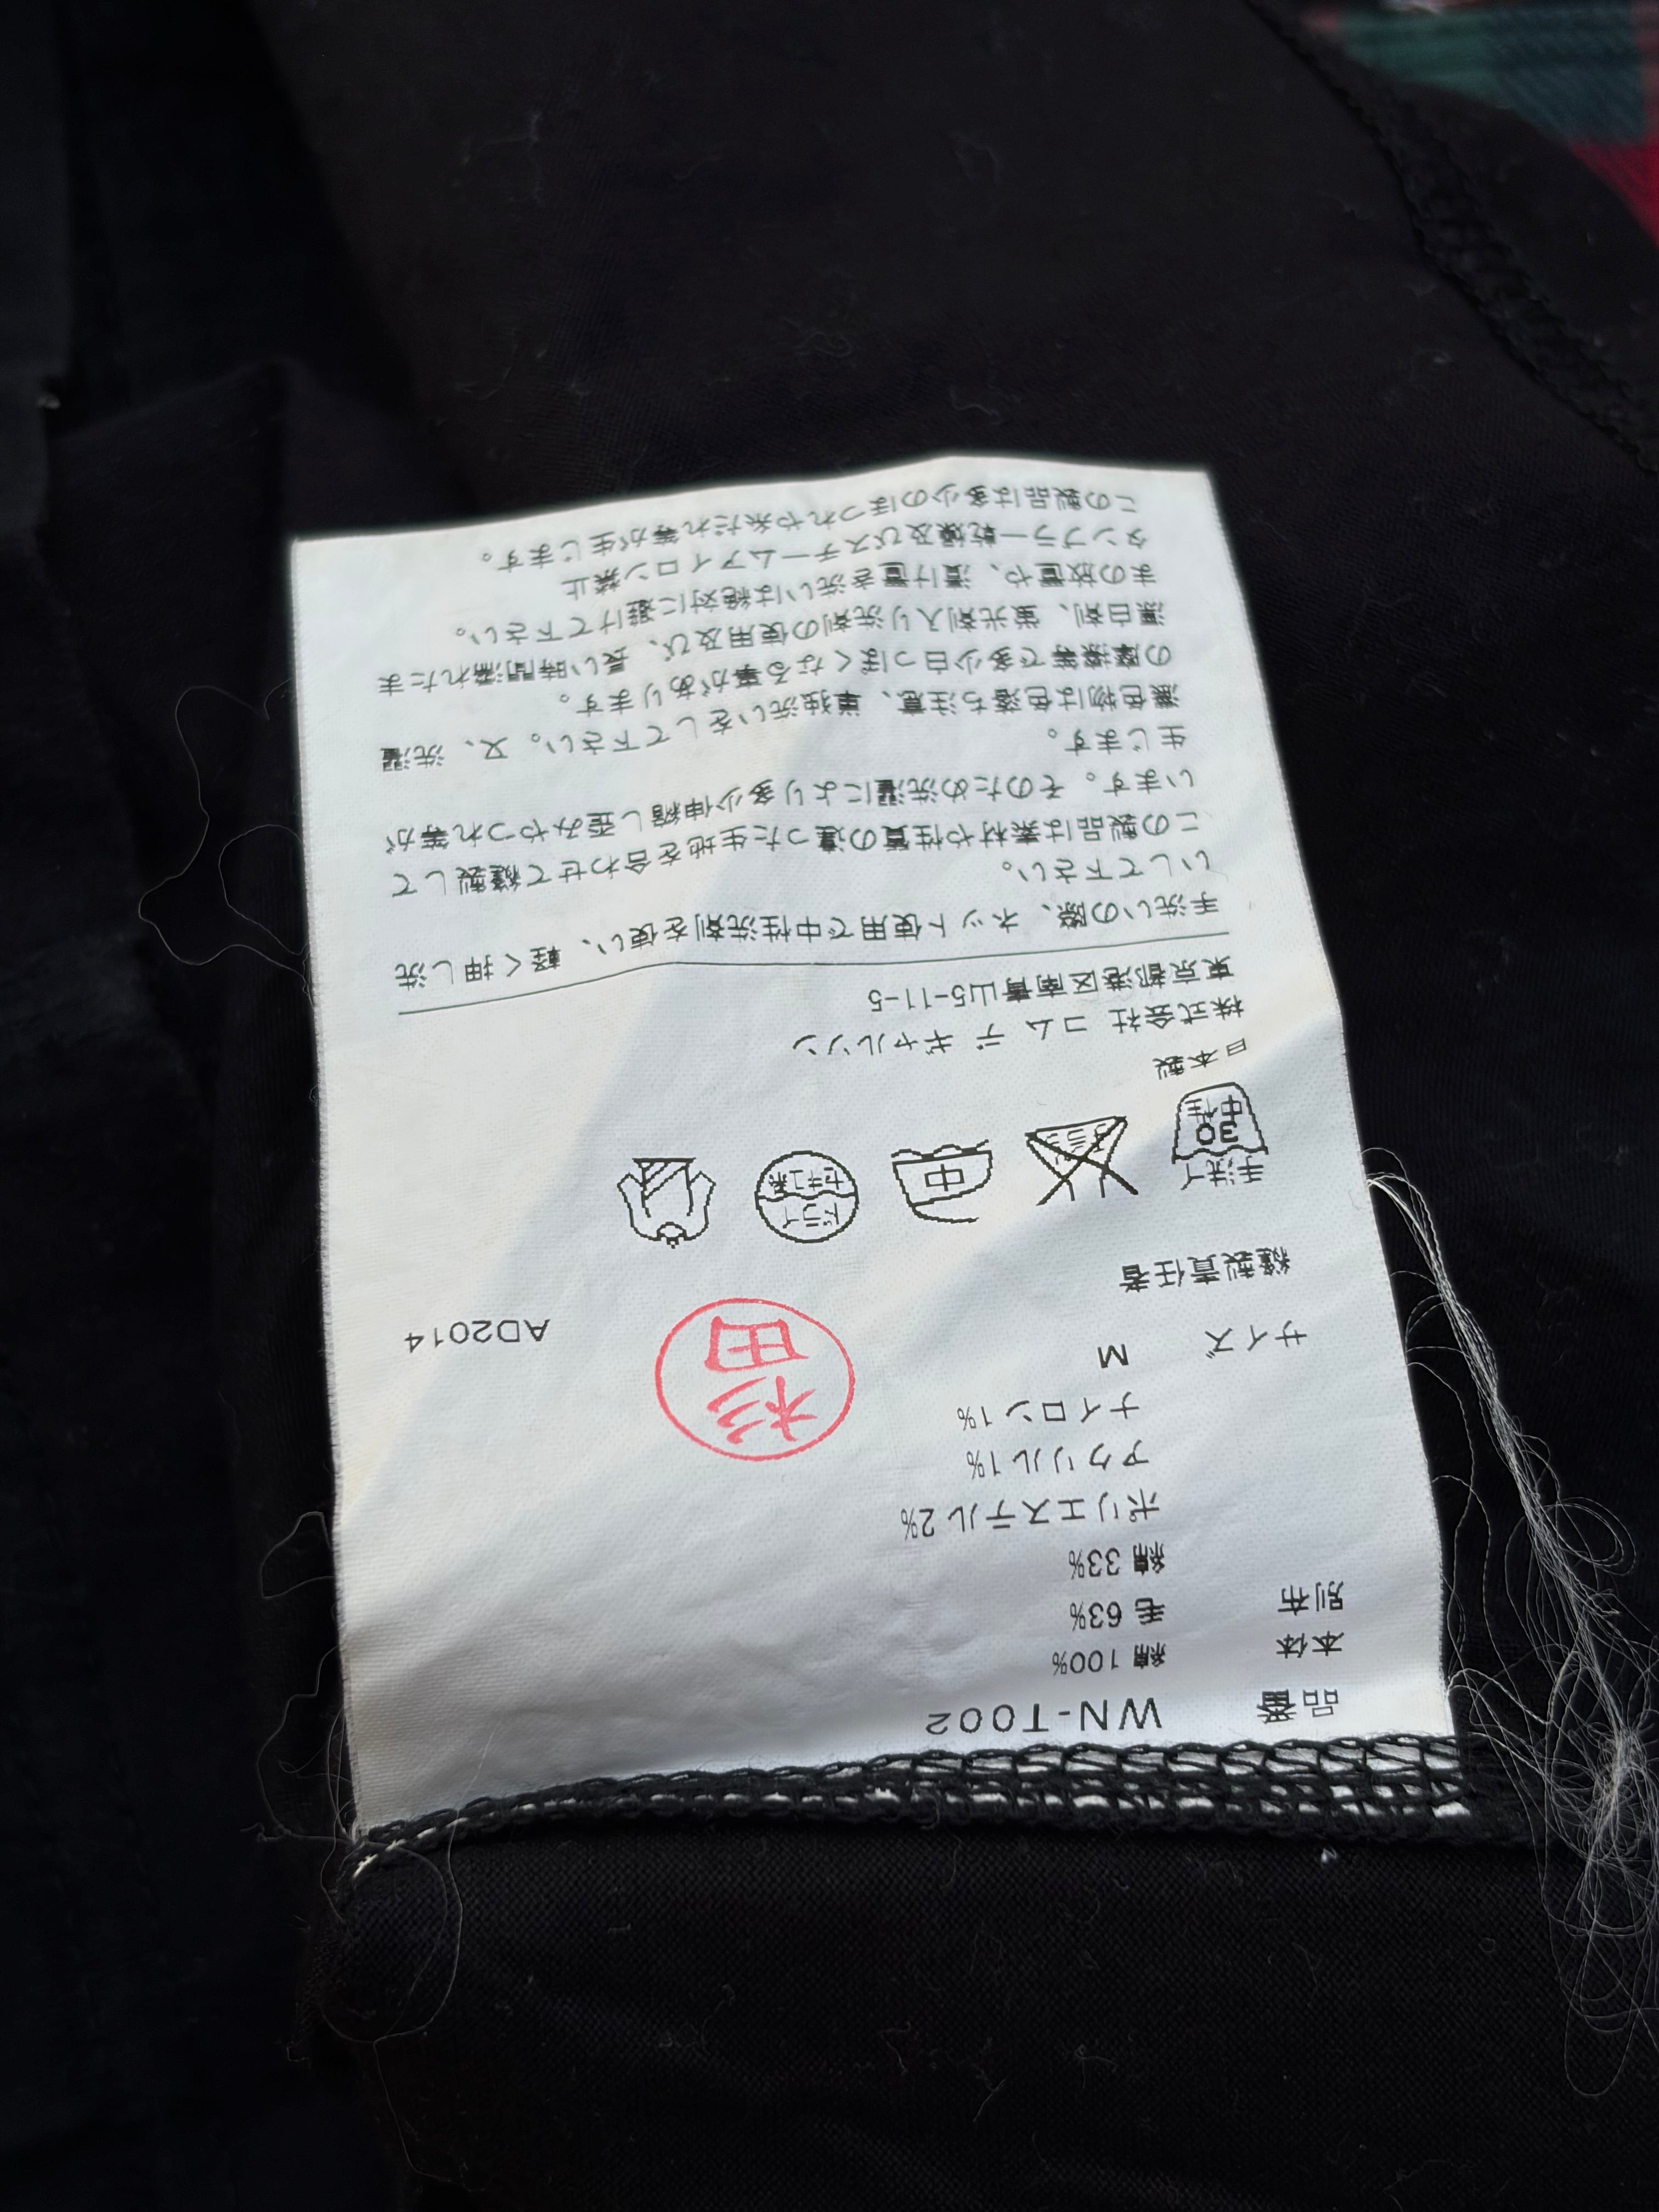 品番 WN-T002
本体 綿 100%
別布 毛 63%
綿 33%
ポリエステル 2%
アクリル 1%
ナイロン 1%
サイズ M
縫製責任者 杉田 AD2014
手洗イ 30 中性
エンソサラシ
中
ドライ セキユ系
日本製
株式会社 コム デ ギャルソン
東京都港区南青山5-11-5
手洗いの際、ネット使用で中性洗剤を使い、軽く押し洗
いして下さい。
この製品は素材や性質の違った生地を合わせて縫製して
います。そのため洗濯により多少伸縮し歪みやつれ等が
生じます。
濃色物は色落ち注意、単独洗いをして下さい。又、洗濯
の摩擦等で多少白っぽくなる事があります。
漂白剤、蛍光剤入り洗剤の使用及び、長い時間濡れたま
まの放置や、漬け置き洗いは絶対に避けて下さい。
タンブラー乾燥及びスチームアイロン禁止
この製品は多少のほつれや糸だれ等が生じます。